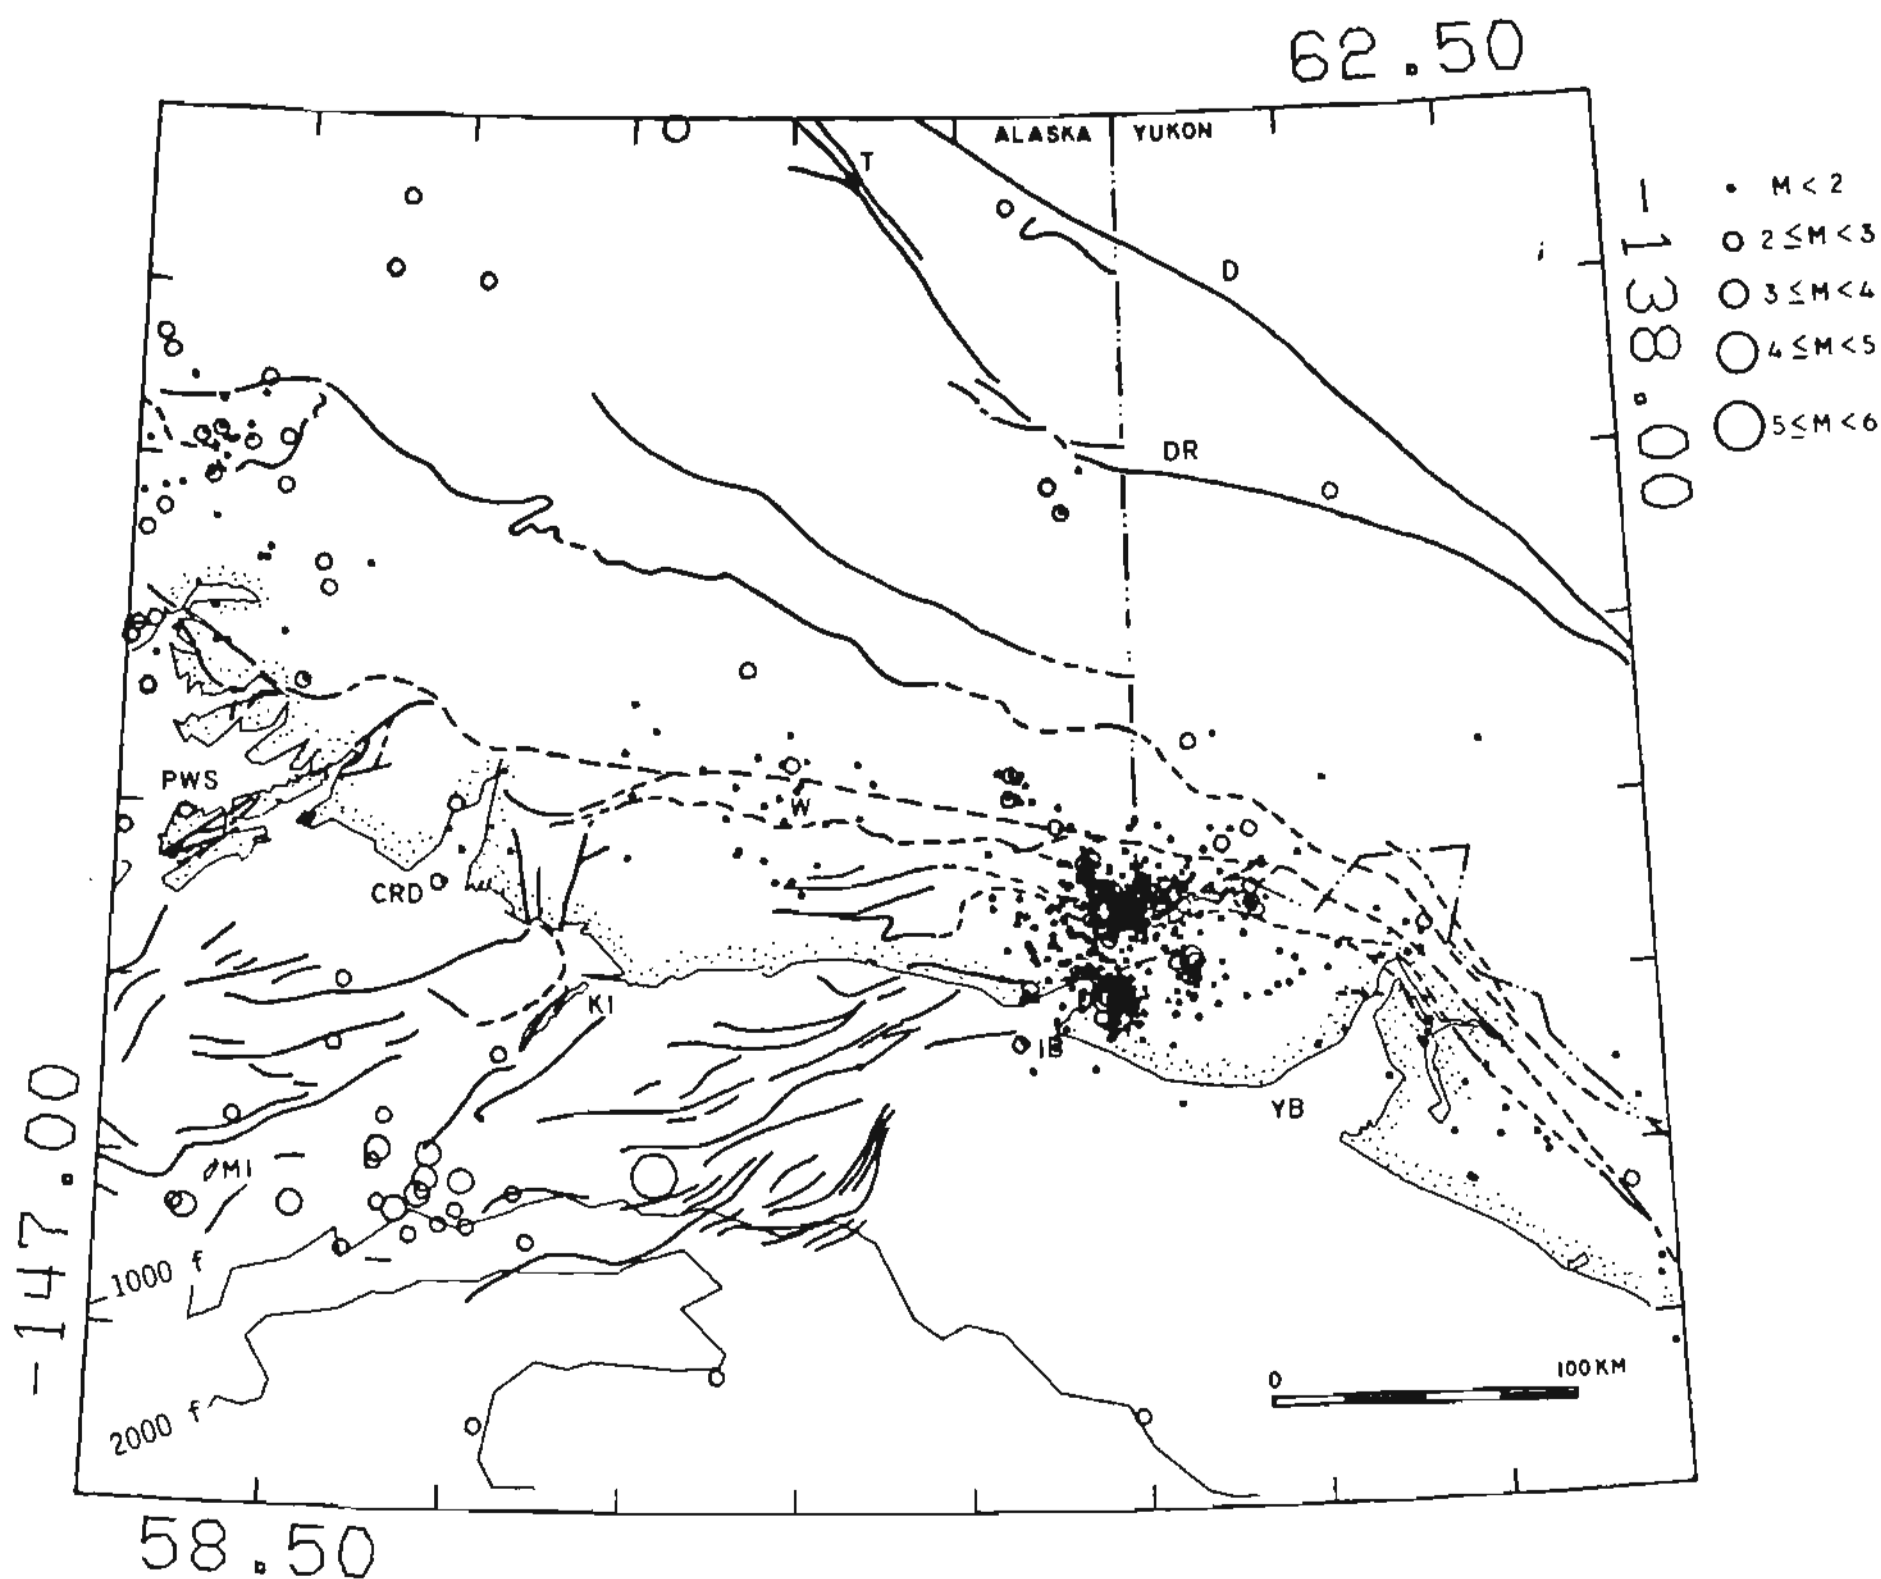 62.50
ALASKA YUKON
T
D
DR
-138.00
M < 2
2 ≤ M < 3
3 ≤ M < 4
4 ≤ M < 5
5 ≤ M < 6
PWS
W
CRD
KI
IB
YB
MI
-147.00
1000 f
2000 f
0 100 KM
58.50